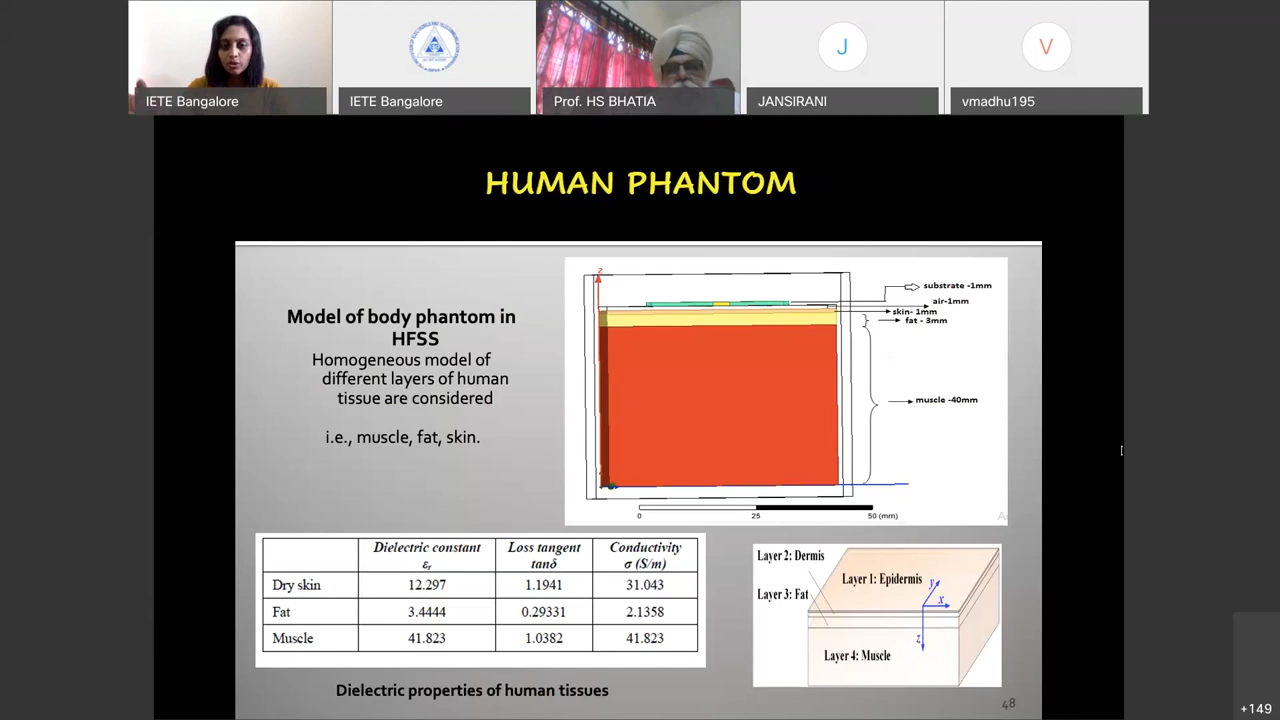 IETE Bangalore
IETE Bangalore
Prof. HS BHATIA
J
JANSIRANI
V
vmadhu195
HUMAN PHANTOM
Model of body phantom in
HFSS
Homogeneous model of
different layers of human
tissue are considered
i.e., muscle, fat, skin.
z
substrate -1mm
air-1mm
skin- 1mm
fat - 3mm
muscle -40mm
0 25 50 (mm)
Dielectric constant εr Loss tangent tanδ Conductivity σ (S/m)
Dry skin 12.297 1.1941 31.043
Fat 3.4444 0.29331 2.1358
Muscle 41.823 1.0382 41.823
Dielectric properties of human tissues
Layer 2: Dermis
Layer 1: Epidermis
Layer 3: Fat
y
x
z
Layer 4: Muscle
48
+149